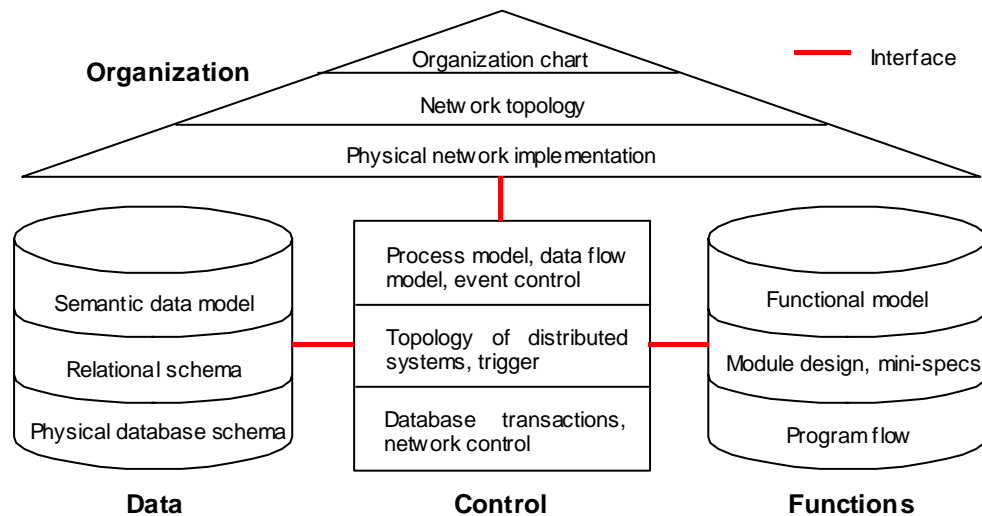 Organization chart
Interface
Organization
Network topology
Physical network implementation
Process model, data flow
model, event control
Semantic data model
Functional model
Topology of distributed
systems, trigger
Relational schema
Module design, mini-specs
Database transactions,
network control
Physical database schema
Program flow
Data
Control
Functions